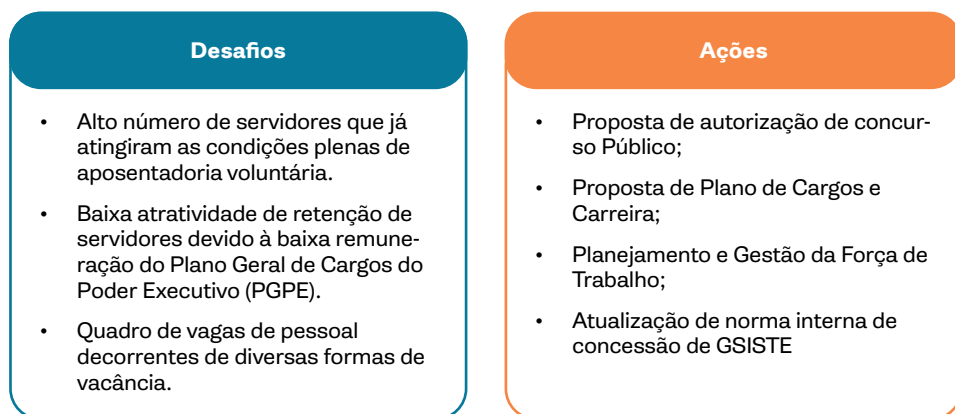 Desafios
• Alto número de servidores que já
atingiram as condições plenas de
aposentadoria voluntária.
• Baixa atratividade de retenção de
servidores devido à baixa remune-
ração do Plano Geral de Cargos do
Poder Executivo (PGPE).
• Quadro de vagas de pessoal
decorrentes de diversas formas de
vacância.
Ações
• Proposta de autorização de concur-
so Público;
• Proposta de Plano de Cargos e
Carreira;
• Planejamento e Gestão da Força de
Trabalho;
• Atualização de norma interna de
concessão de GSISTE